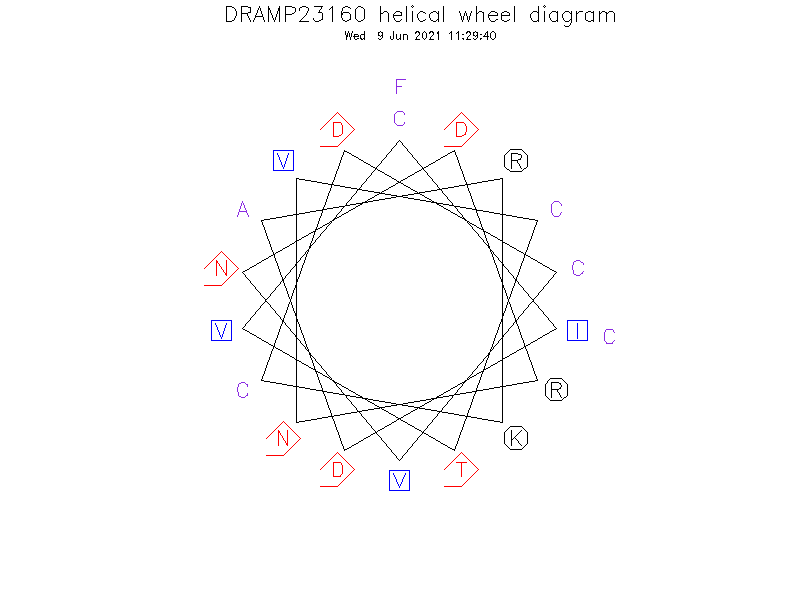 DRAMP23160 helical wheel diagram
Wed 9 Jun 2021 11:29:40
F
D C D
V R
A C
N C
V I C
C R
N K
D V T